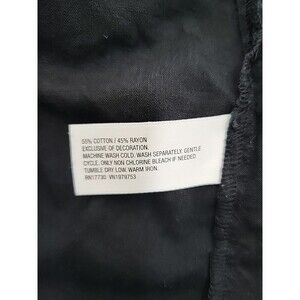 55% COTTON / 45% RAYON
EXCLUSIVE OF DECORATION.
MACHINE WASH COLD. WASH SEPARATELY. GENTLE
CYCLE. ONLY NON CHLORINE BLEACH IF NEEDED.
TUMBLE DRY LOW. WARM IRON.
RN17730 VN1979753